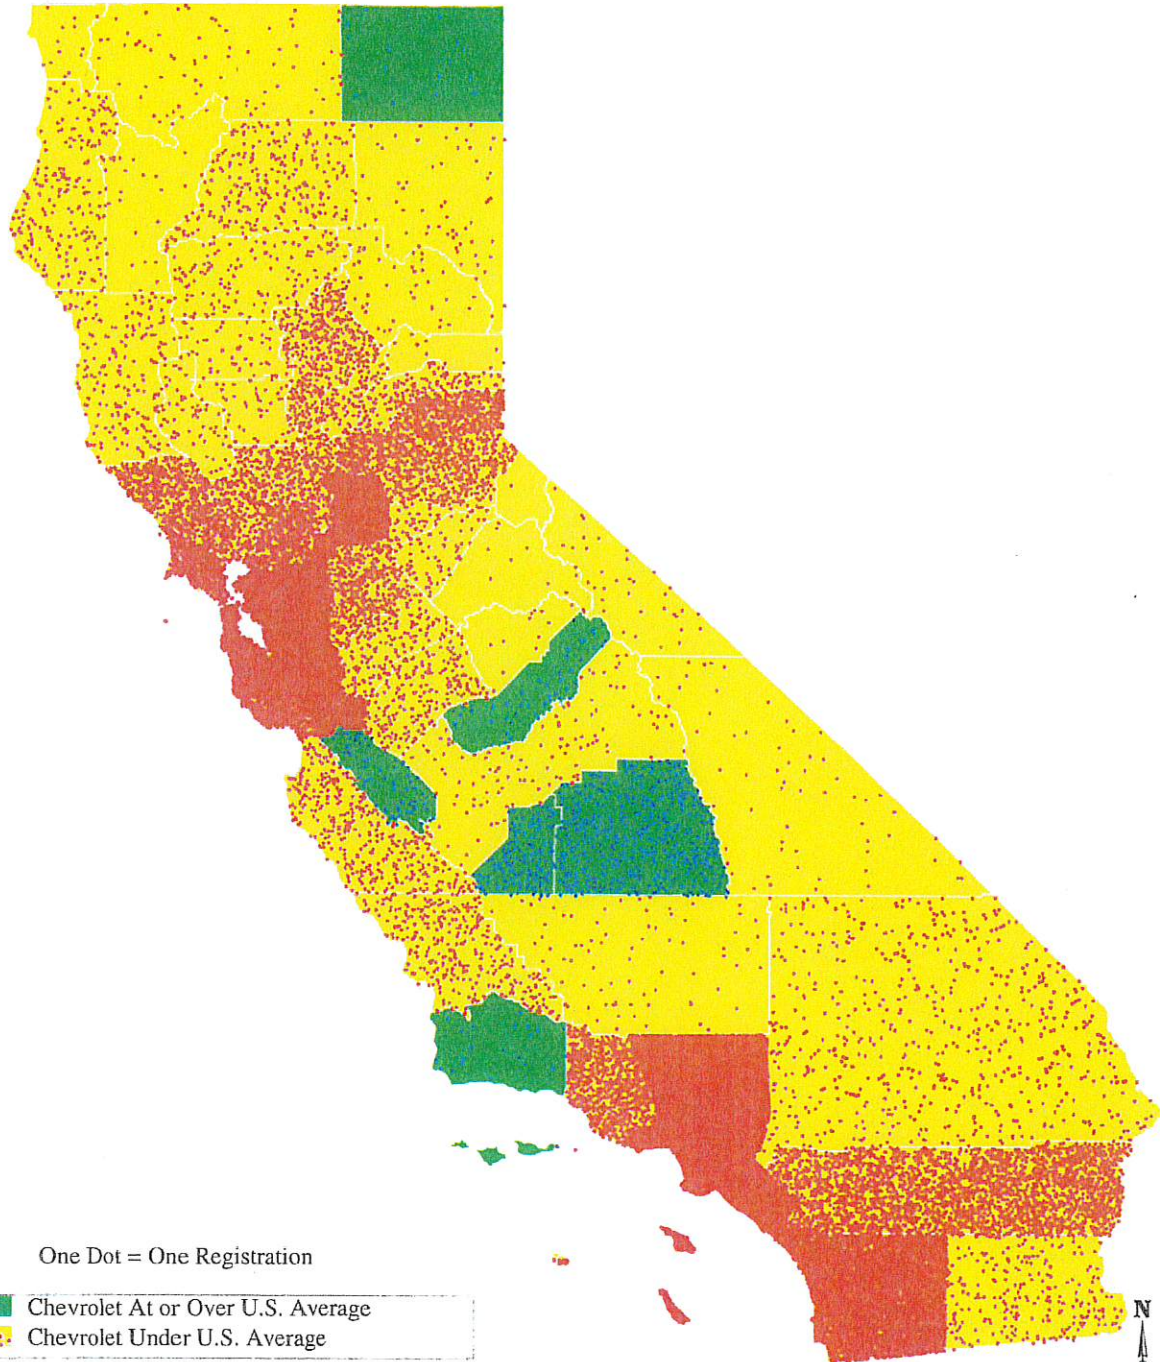 One Dot = One Registration
Chevrolet At or Over U.S. Average
Chevrolet Under U.S. Average
N